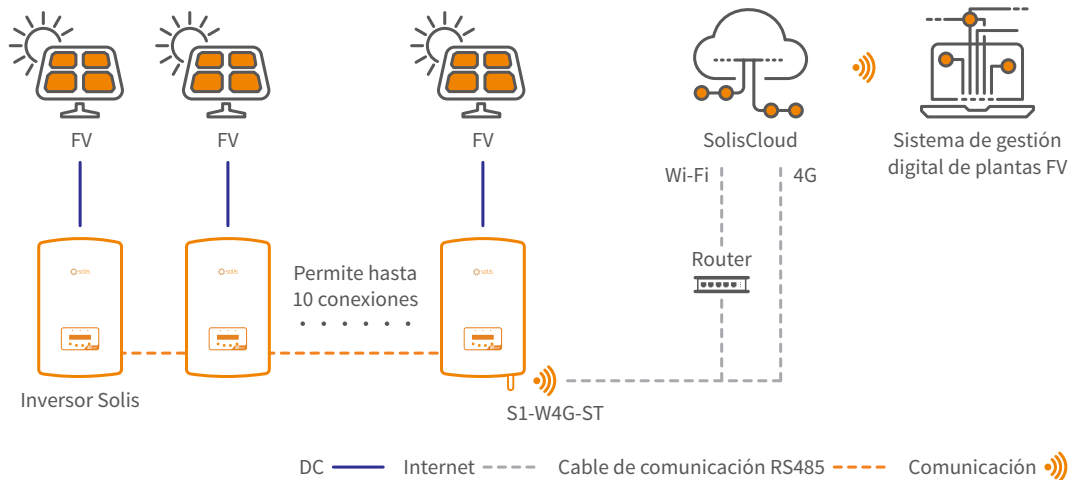 FV
FV
FV
SolisCloud
Sistema de gestión
digital de plantas FV
Wi-Fi
4G
Router
solis
solis
solis
Permite hasta
10 conexiones
Inversor Solis
S1-W4G-ST
DC
Internet
Cable de comunicación RS485
Comunicación